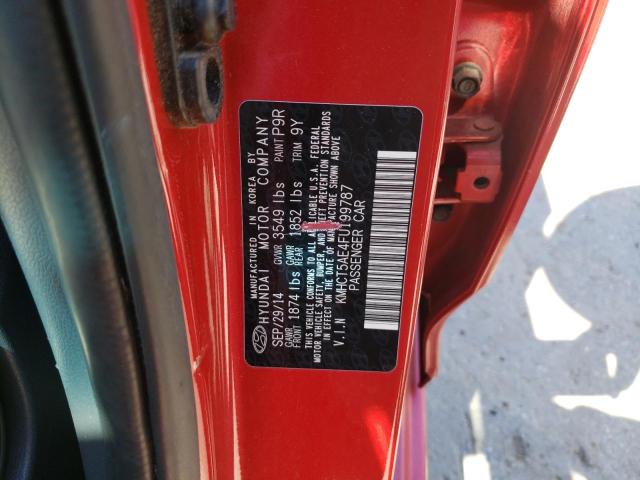 MANUFACTURED IN KOREA BY
HYUNDAI MOTOR COMPANY
SEP/29/14 GVWR 3549 lbs PAINT P9R
GAWR FRONT 1874 lbs GAWR REAR 1852 lbs TRIM 9Y
THIS VEHICLE CONFORMS TO ALL APPLICABLE U.S.A. FEDERAL
MOTOR VEHICLE SAFETY, BUMPER, AND THEFT PREVENTION STANDARDS
IN EFFECT ON THE DATE OF MANUFACTURE SHOWN ABOVE
V.I.N KMHCT5AE4FU199787
PASSENGER CAR